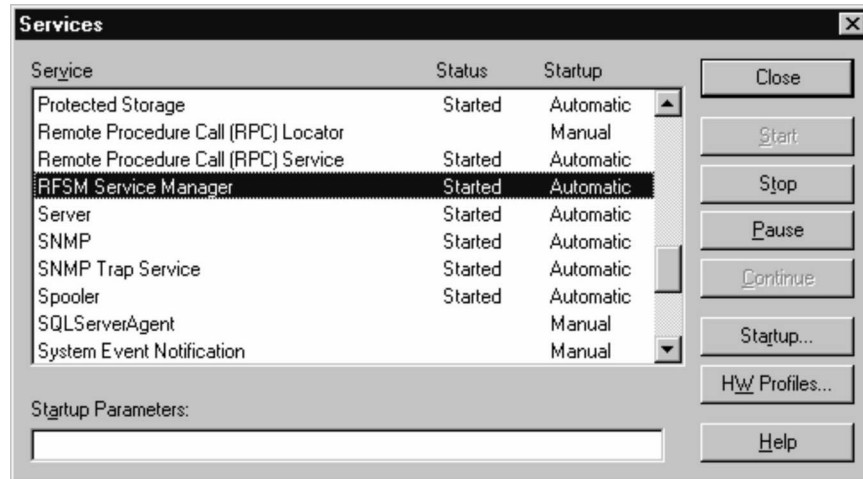 Services
Service Status Startup
Protected Storage Started Automatic
Remote Procedure Call (RPC) Locator Manual
Remote Procedure Call (RPC) Service Started Automatic
RFSM Service Manager Started Automatic
Server Started Automatic
SNMP Started Automatic
SNMP Trap Service Started Automatic
Spooler Started Automatic
SQLServerAgent Manual
System Event Notification Manual
Startup Parameters:
Close
Start
Stop
Pause
Continue
Startup...
HW Profiles...
Help